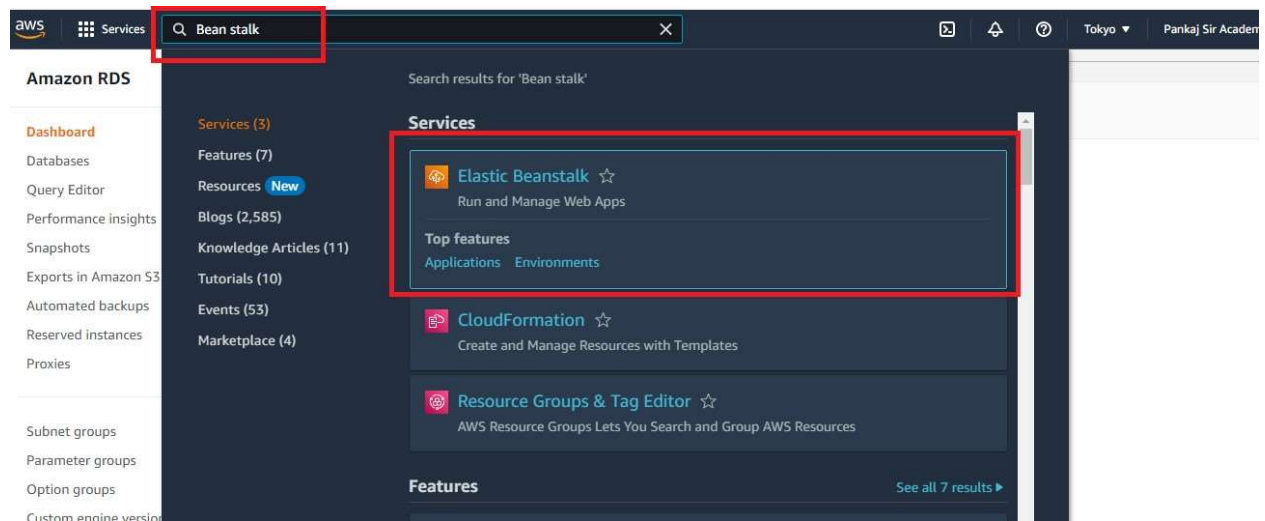 aws
Services
Bean stalk
Tokyo ▼
Pankaj Sir Academ
Amazon RDS
Dashboard
Databases
Query Editor
Performance insights
Snapshots
Exports in Amazon S3
Automated backups
Reserved instances
Proxies
Subnet groups
Parameter groups
Option groups
Custom engine version
Services (3)
Features (7)
Resources New
Blogs (2,585)
Knowledge Articles (11)
Tutorials (10)
Events (53)
Marketplace (4)
Search results for 'Bean stalk'
Services
Elastic Beanstalk
Run and Manage Web Apps
Top features
Applications Environments
CloudFormation
Create and Manage Resources with Templates
Resource Groups & Tag Editor
AWS Resource Groups Lets You Search and Group AWS Resources
Features
See all 7 results